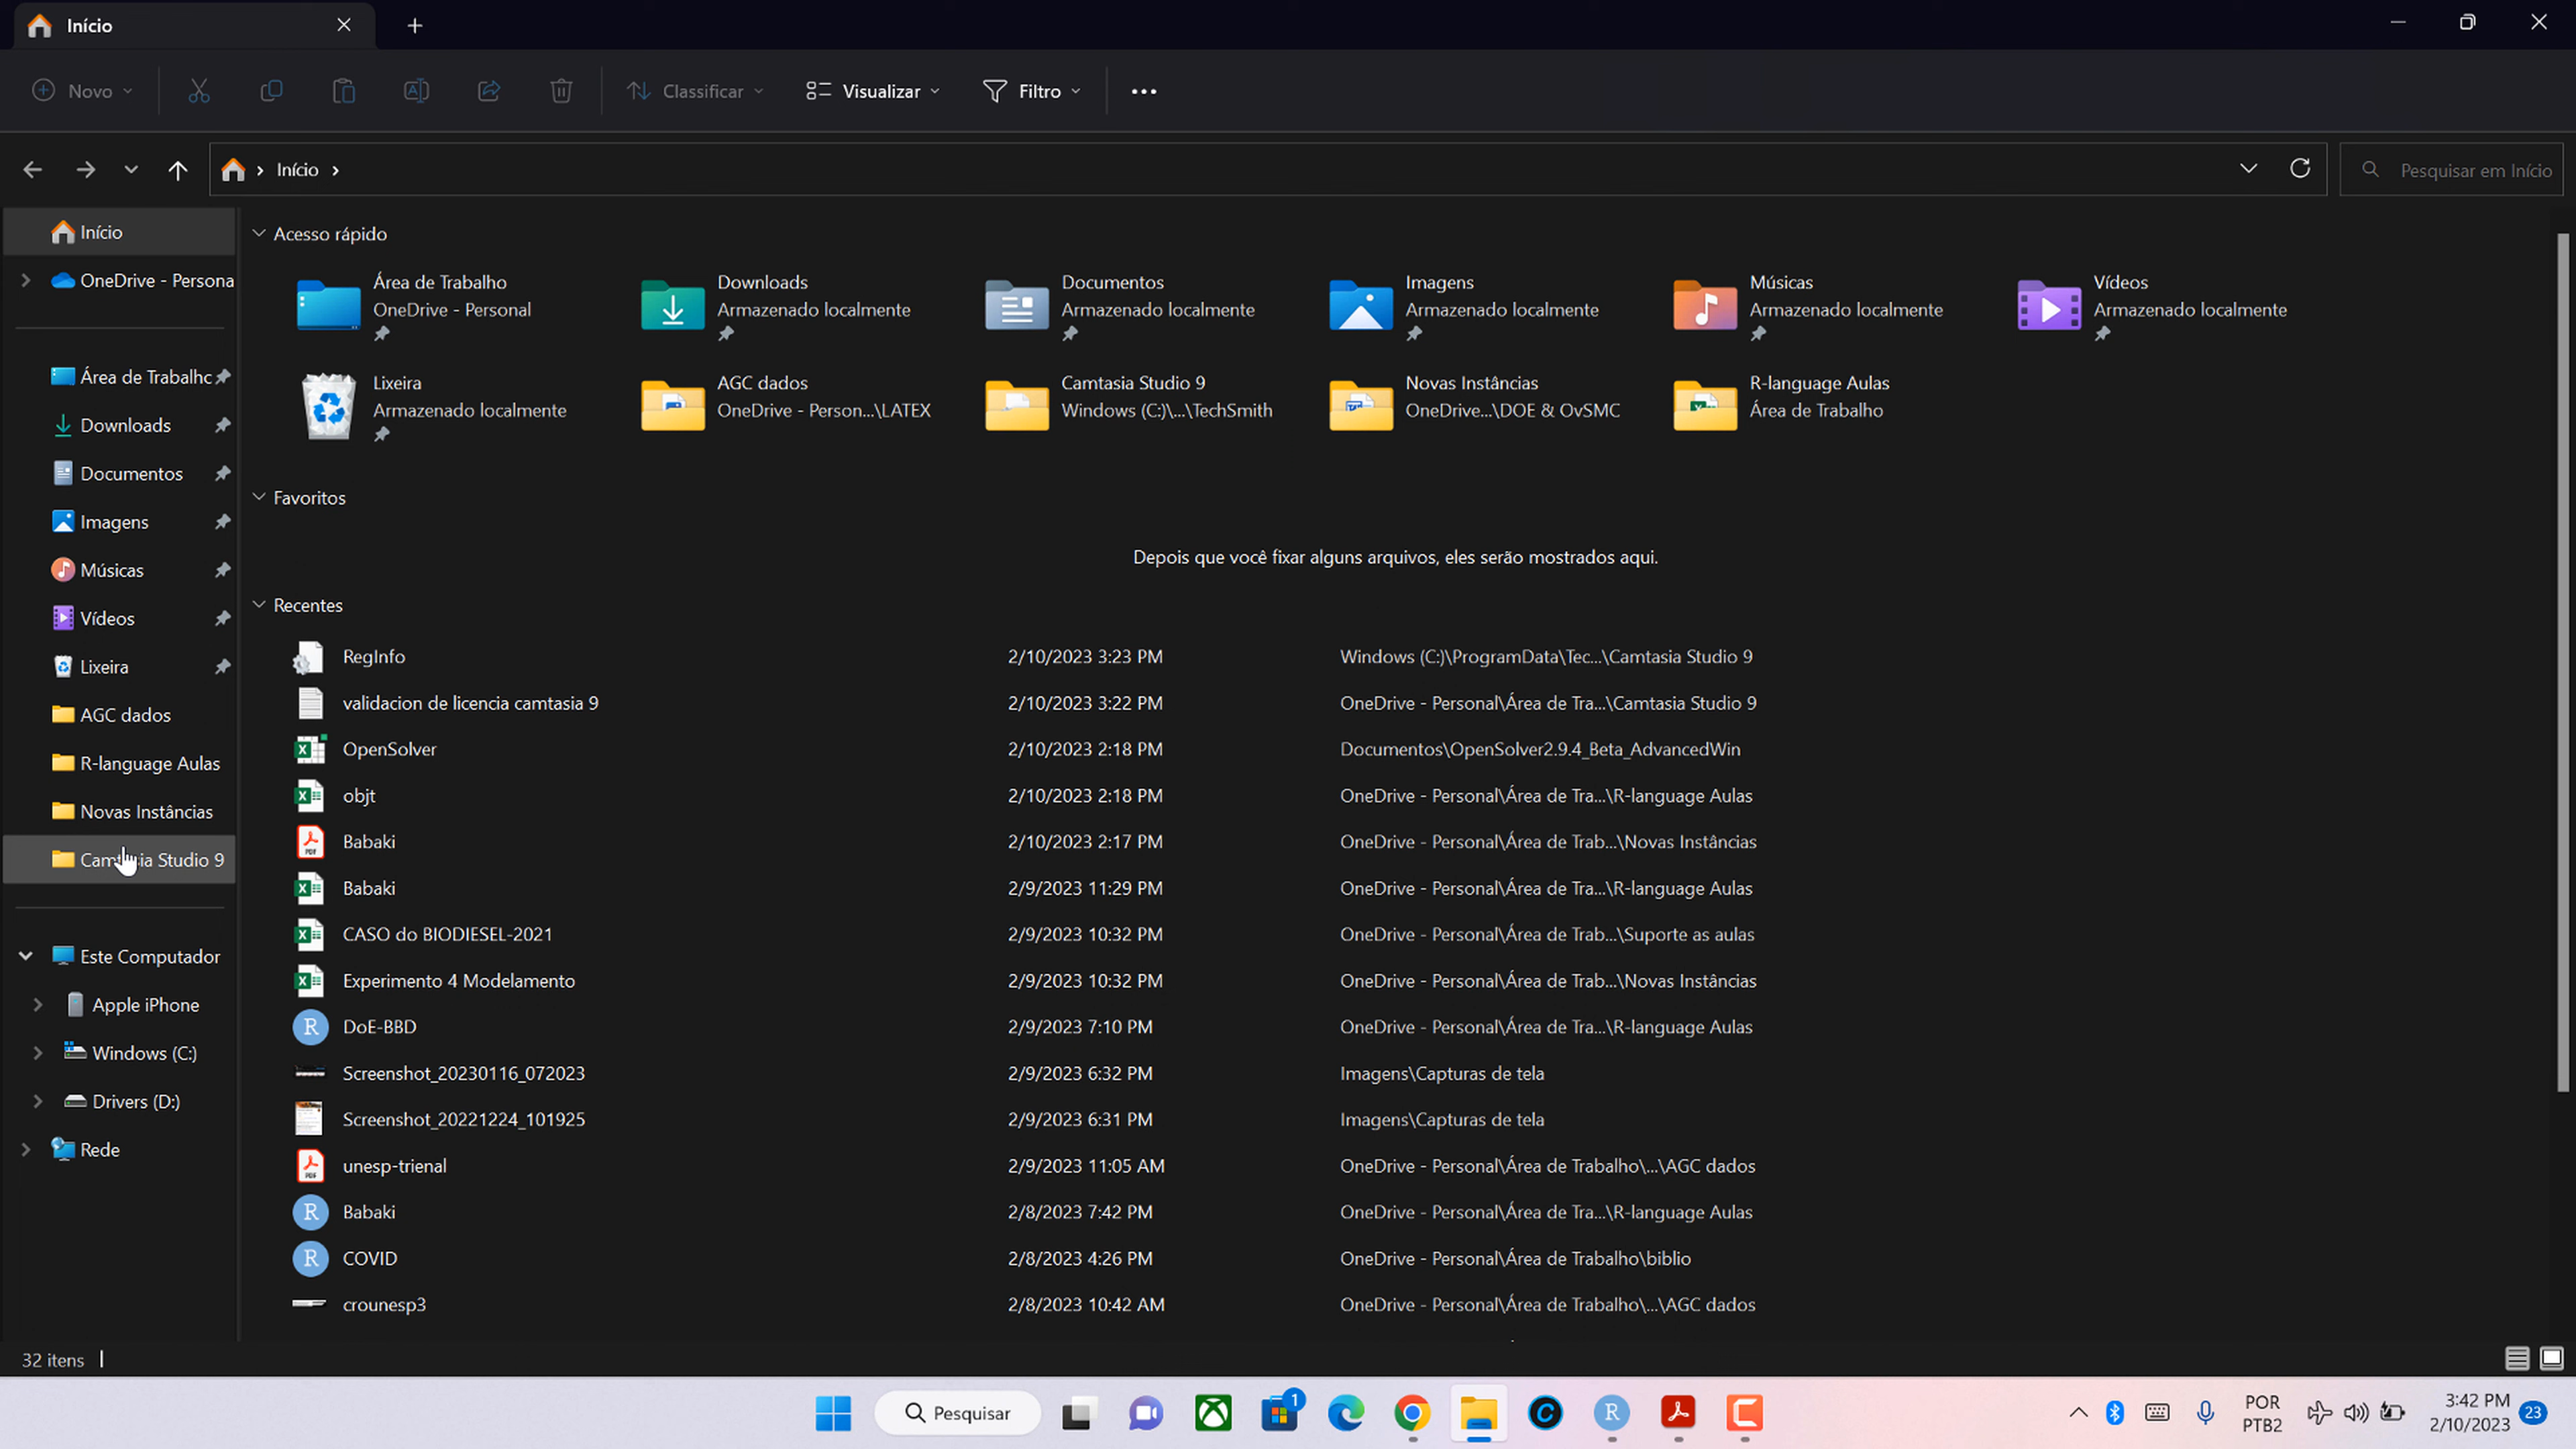 Início
Novo
Classificar
Visualizar
Filtro
Início
Pesquisar em Início
Início
OneDrive - Persona
Área de Trabalhc
Downloads
Documentos
Imagens
Músicas
Vídeos
Lixeira
AGC dados
R-language Aulas
Novas Instâncias
Camtasia Studio 9
Este Computador
Apple iPhone
Windows (C:)
Drivers (D:)
Rede
Acesso rápido
Área de Trabalho
OneDrive - Personal
Downloads
Armazenado localmente
Documentos
Armazenado localmente
Imagens
Armazenado localmente
Músicas
Armazenado localmente
Vídeos
Armazenado localmente
Lixeira
Armazenado localmente
AGC dados
OneDrive - Person...\LATEX
Camtasia Studio 9
Windows (C:)\...\TechSmith
Novas Instâncias
OneDrive...\DOE & OvSMC
R-language Aulas
Área de Trabalho
Favoritos
Depois que você fixar alguns arquivos, eles serão mostrados aqui.
Recentes
RegInfo 2/10/2023 3:23 PM Windows (C:)\ProgramData\Tec...\Camtasia Studio 9
validacion de licencia camtasia 9 2/10/2023 3:22 PM OneDrive - Personal\Área de Tra...\Camtasia Studio 9
OpenSolver 2/10/2023 2:18 PM Documentos\OpenSolver2.9.4_Beta_AdvancedWin
objt 2/10/2023 2:18 PM OneDrive - Personal\Área de Tra...\R-language Aulas
Babaki 2/10/2023 2:17 PM OneDrive - Personal\Área de Trab...\Novas Instâncias
Babaki 2/9/2023 11:29 PM OneDrive - Personal\Área de Tra...\R-language Aulas
CASO do BIODIESEL-2021 2/9/2023 10:32 PM OneDrive - Personal\Área de Trab...\Suporte as aulas
Experimento 4 Modelamento 2/9/2023 10:32 PM OneDrive - Personal\Área de Trab...\Novas Instâncias
DoE-BBD 2/9/2023 7:10 PM OneDrive - Personal\Área de Tra...\R-language Aulas
Screenshot_20230116_072023 2/9/2023 6:32 PM Imagens\Capturas de tela
Screenshot_20221224_101925 2/9/2023 6:31 PM Imagens\Capturas de tela
unesp-trienal 2/9/2023 11:05 AM OneDrive - Personal\Área de Trabalho\...\AGC dados
Babaki 2/8/2023 7:42 PM OneDrive - Personal\Área de Tra...\R-language Aulas
COVID 2/8/2023 4:26 PM OneDrive - Personal\Área de Trabalho\biblio
crounesp3 2/8/2023 10:42 AM OneDrive - Personal\Área de Trabalho\...\AGC dados
32 itens
Pesquisar
1
POR
PTB2
3:42 PM
2/10/2023
23